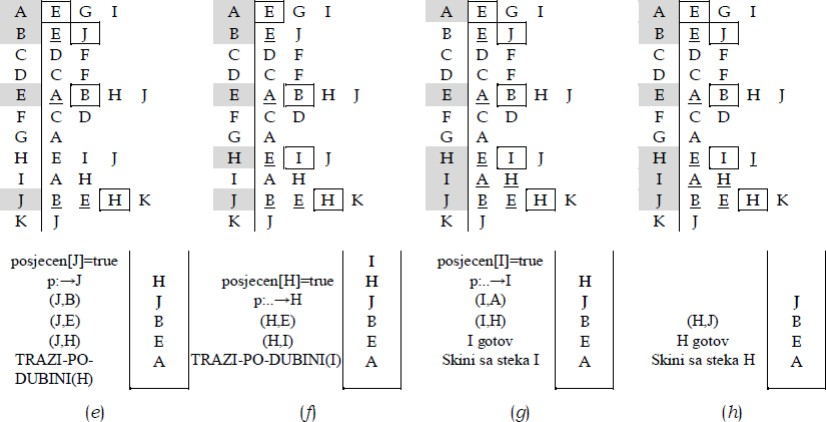 A E G I A E G I A E G I A E G I
B E J B E J B E J B E J
C D F C D F C D F C D F
D C F D C F D C F D C F
E A B H J E A B H J E A B H J E A B H J
F C D F C D F C D F C D
G A G A G A G A
H E I J H E I J H E I J H E I J
I A H I A H I A H I A H
J B E H K J B E H K J B E H K J B E H K
K J K J K J K J
posjecen[J]=true
p:→J
(J,B)
(J,E)
(J,H)
TRAZI-PO-
DUBINI(H)
H
J
B
E
A
(e)
posjecen[H]=true
p:..→H
(H,E)
(H,I)
TRAZI-PO-DUBINI(I)
I
H
J
B
E
A
(f)
posjecen[I]=true
p:..→I
(I,A)
(I,H)
I gotov
Skini sa steka I
H
J
B
E
A
(g)
(H,J)
H gotov
Skini sa steka H
J
B
E
A
(h)